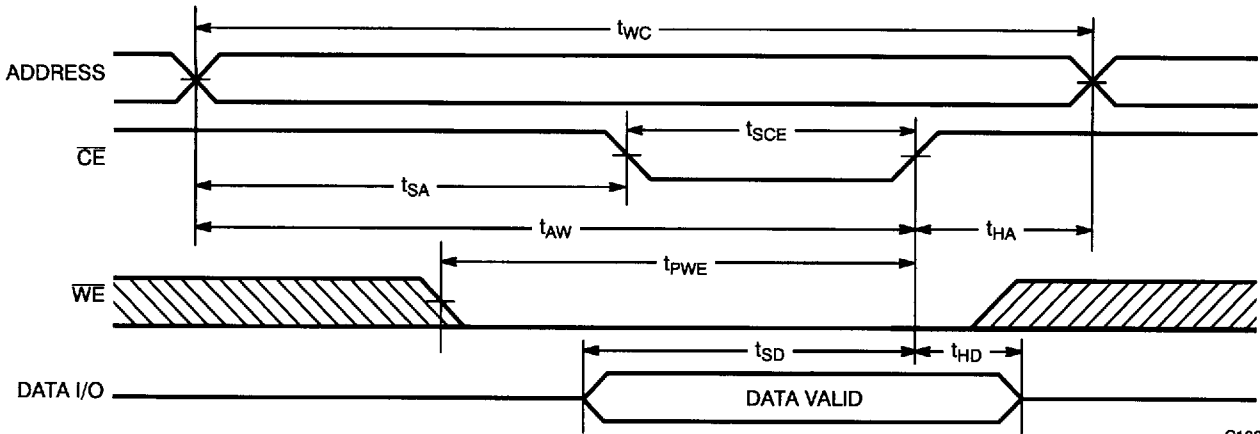 tWC
ADDRESS
tSCE
CE
tSA
tAW
tHA
tPWE
WE
tSD
tHD
DATA I/O
DATA VALID